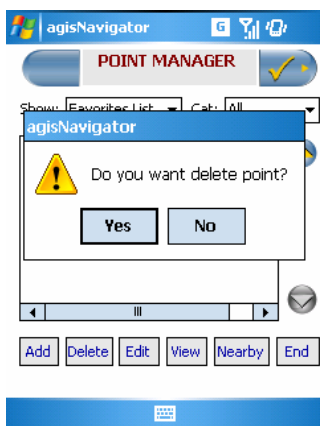 agisNavigator G
POINT MANAGER
Show: Favorites List Cat: All
agisNavigator
Do you want delete point?
Yes No
Add Delete Edit View Nearby End